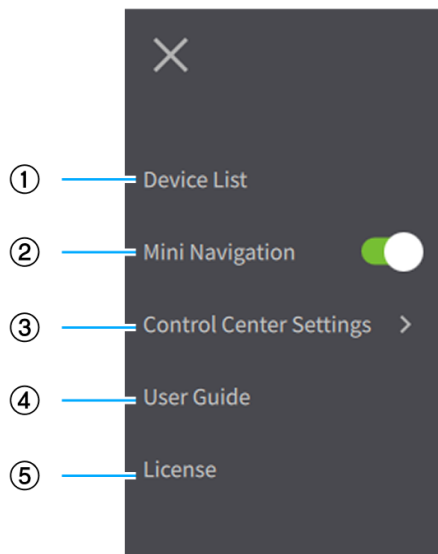 ① Device List
② Mini Navigation
③ Control Center Settings
④ User Guide
⑤ License